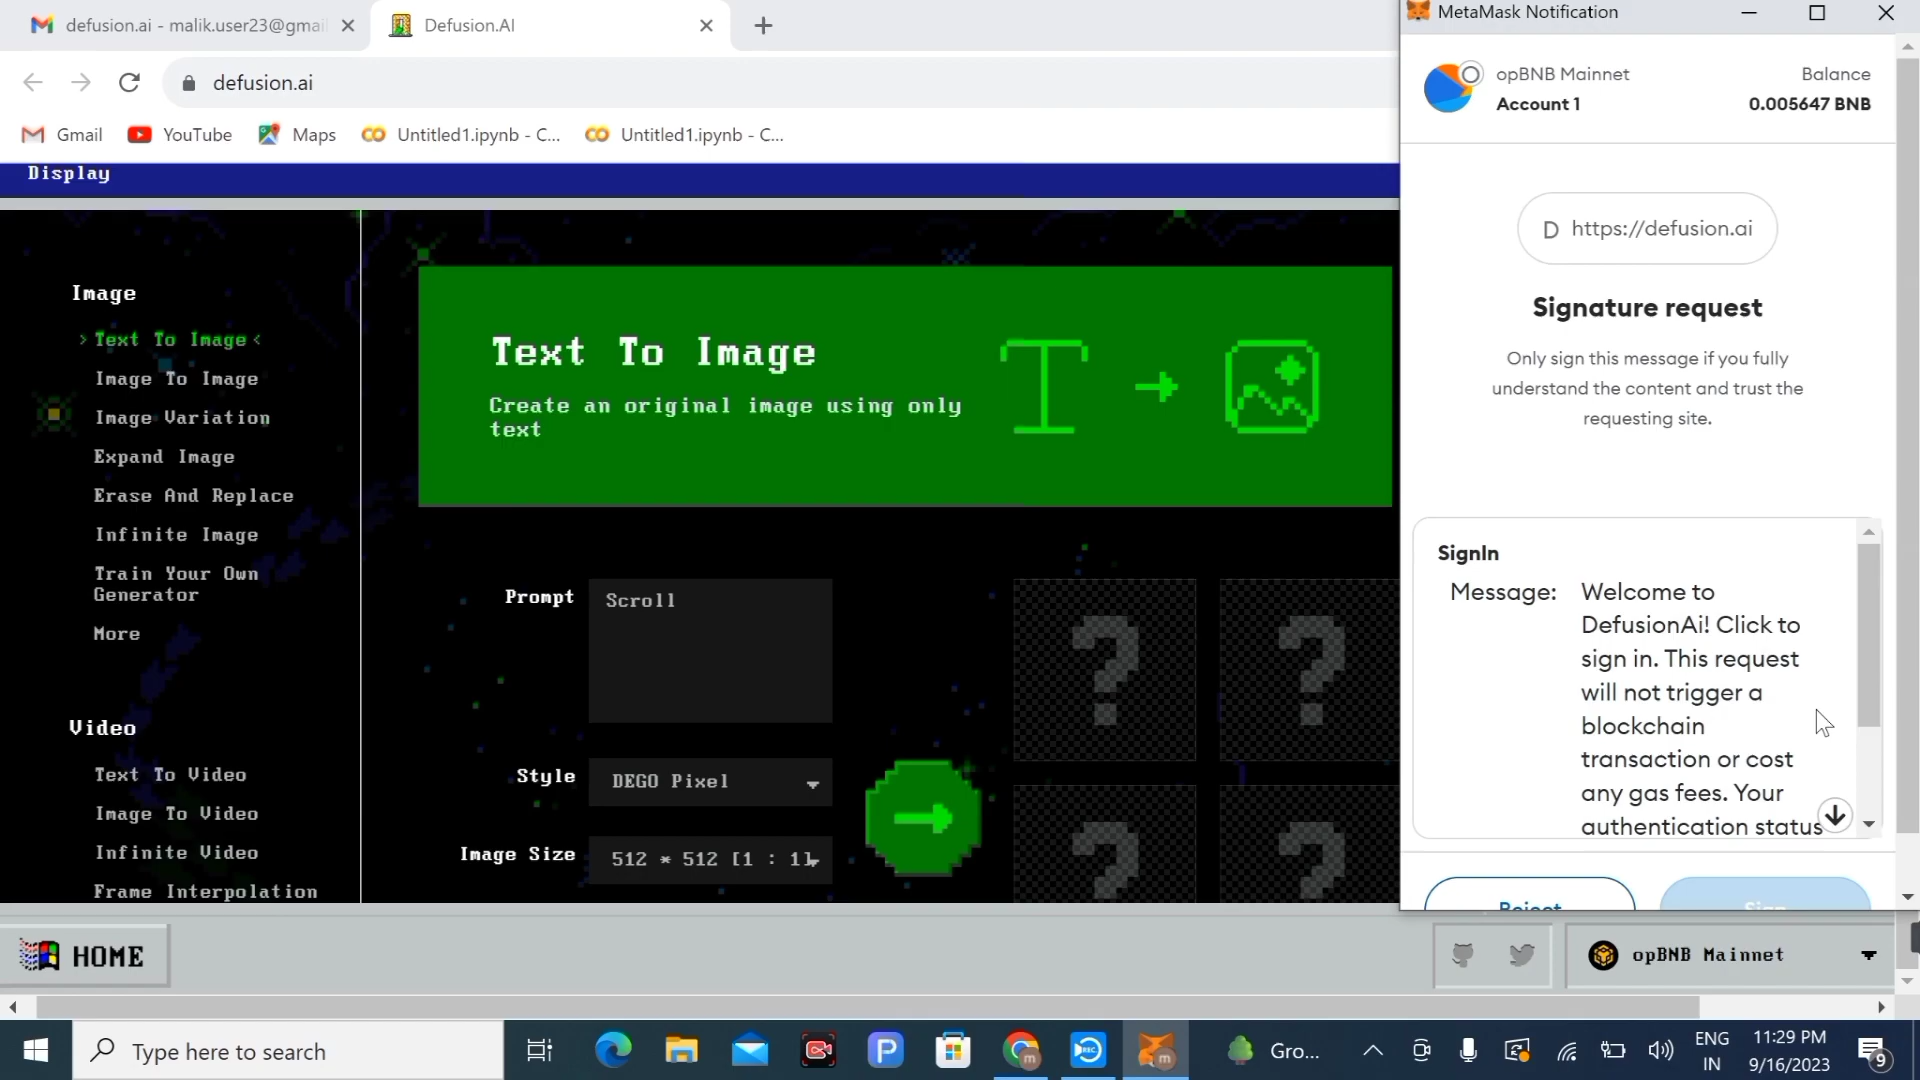 defusion.ai - malik.user23@gmai
Defusion.AI
defusion.ai
Gmail
YouTube
Maps
Untitled1.ipynb - C...
Untitled1.ipynb - C...
Display
Image
> Text To Image <
Image To Image
Image Variation
Expand Image
Erase And Replace
Infinite Image
Train Your Own
Generator
More
Video
Text To Video
Image To Video
Infinite Video
Frame Interpolation
Text To Image
Create an original image using only
text
Prompt
Scroll
Style
DEGO Pixel
Image Size
512 * 512 [1 : 1]
?
?
?
?
MetaMask Notification
opBNB Mainnet
Account 1
Balance
0.005647 BNB
D https://defusion.ai
Signature request
Only sign this message if you fully
understand the content and trust the
requesting site.
SignIn
Message: Welcome to
DefusionAi! Click to
sign in. This request
will not trigger a
blockchain
transaction or cost
any gas fees. Your
authentication status
Reject
Sign
HOME
opBNB Mainnet
Type here to search
Gro...
ENG
IN
11:29 PM
9/16/2023
9